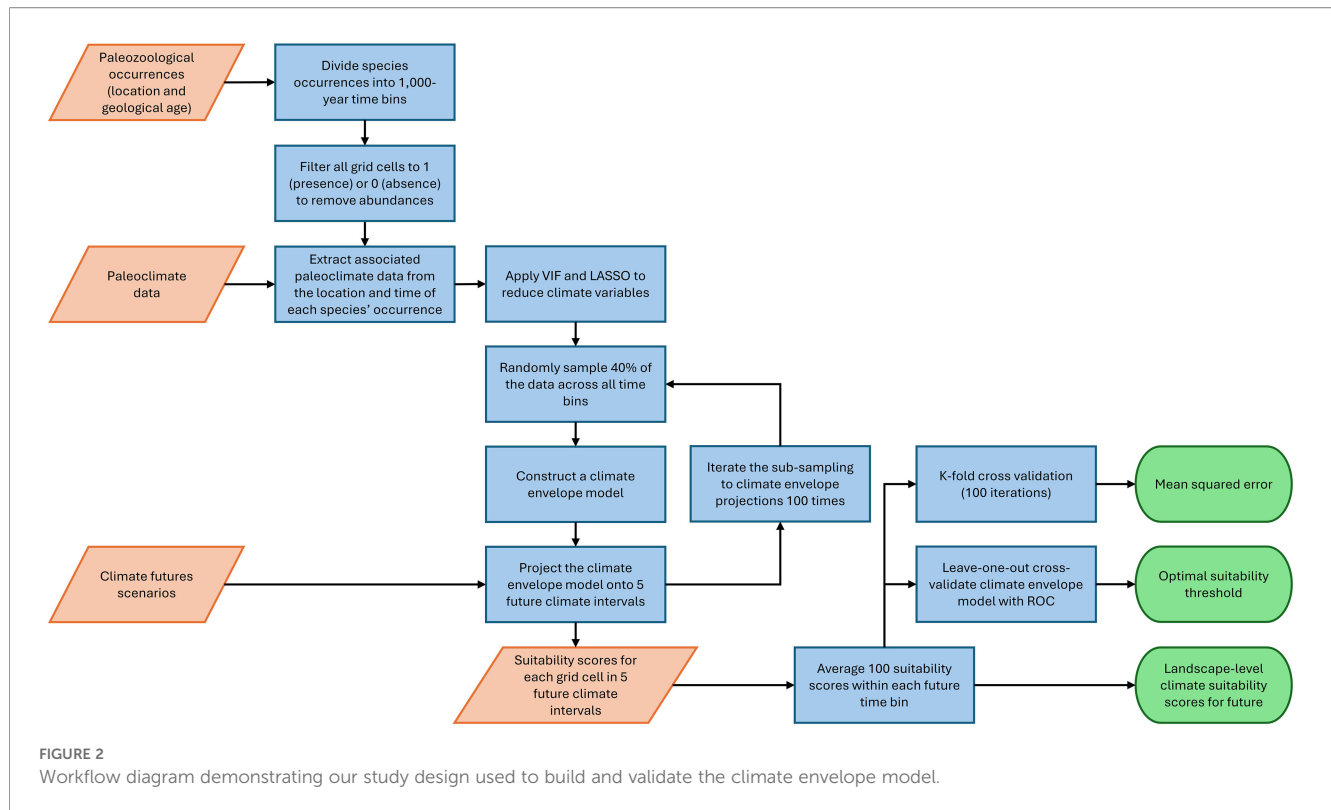 Paleozoological
occurrences
(location and
geological age)
Divide species
occurrences into 1,000-
year time bins
Filter all grid cells to 1
(presence) or 0 (absence)
to remove abundances
Paleoclimate
data
Extract associated
paleoclimate data from
the location and time of
each species' occurrence
Apply VIF and LASSO to
reduce climate variables
Randomly sample 40% of
the data across all time
bins
Construct a climate
envelope model
Iterate the sub-sampling
to climate envelope
projections 100 times
K-fold cross validation
(100 iterations)
Mean squared error
Climate futures
scenarios
Project the climate
envelope model onto 5
future climate intervals
Leave-one-out cross-
validate climate envelope
model with ROC
Optimal suitability
threshold
Suitability scores for
each grid cell in 5
future climate
intervals
Average 100 suitability
scores within each future
time bin
Landscape-level
climate suitability
scores for future
FIGURE 2
Workflow diagram demonstrating our study design used to build and validate the climate envelope model.